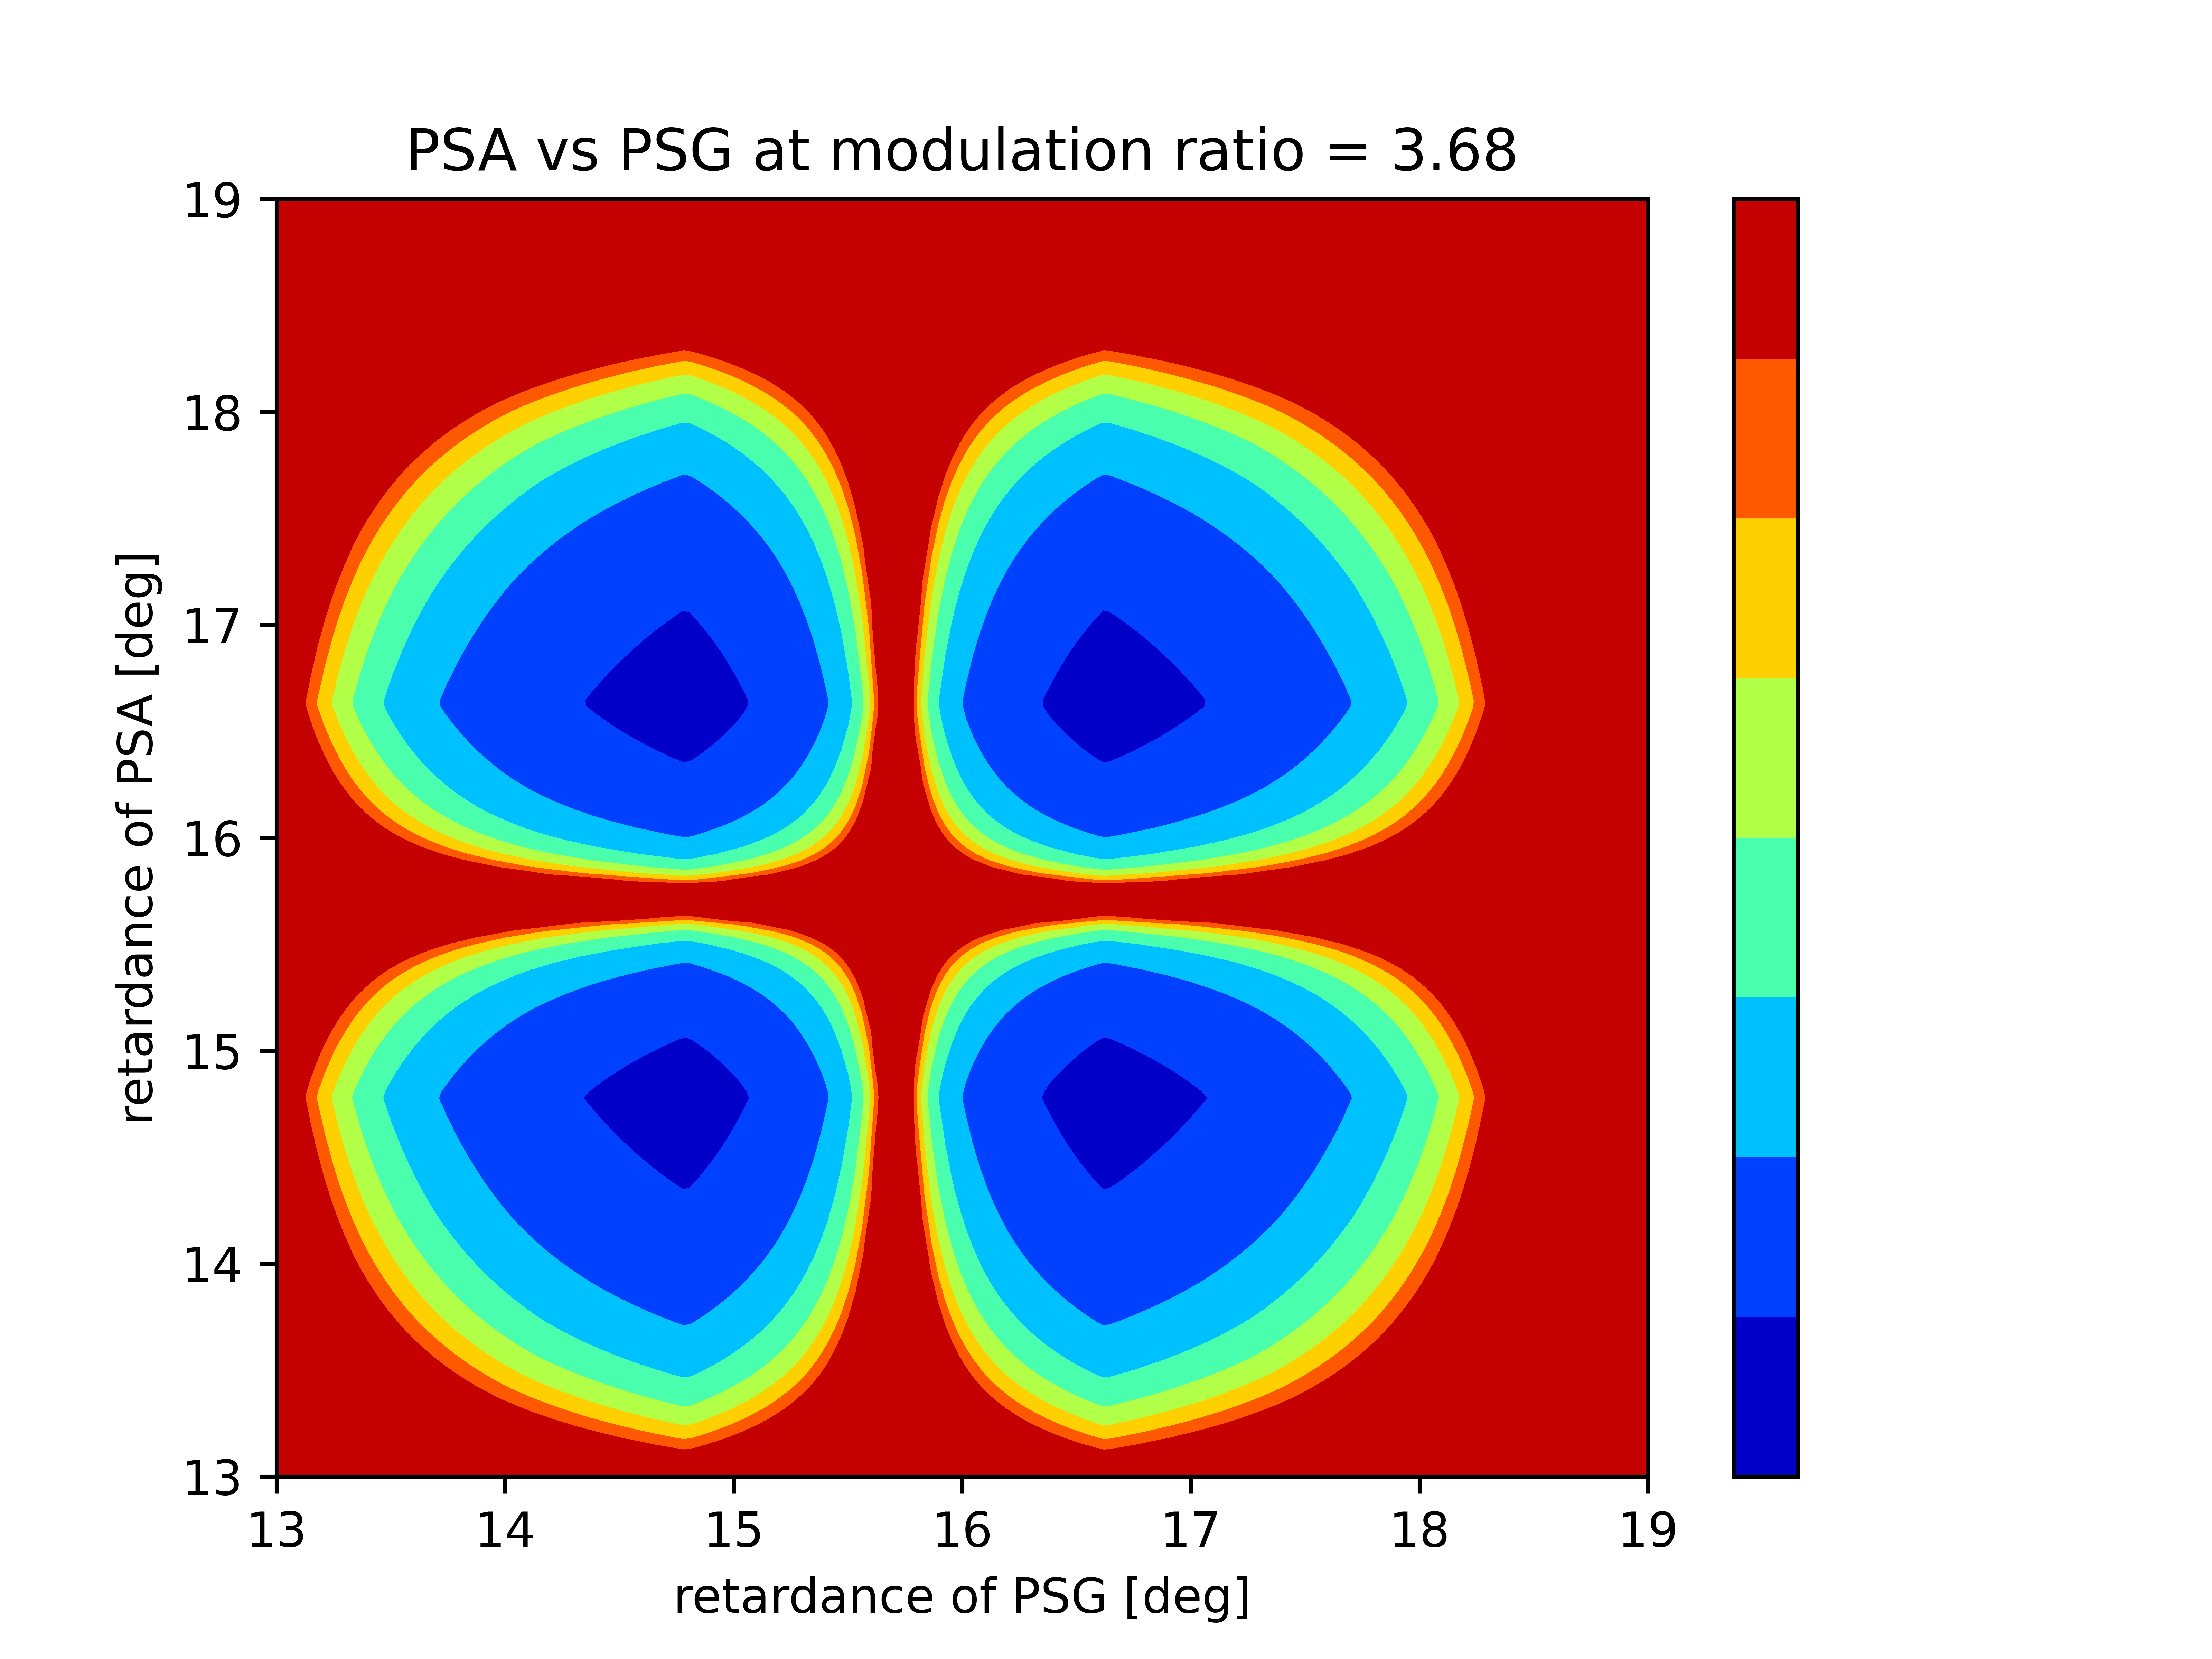 PSA vs PSG at modulation ratio = 3.68
19
18
17
16
15
14
13
retardance of PSA [deg]
13 14 15 16 17 18 19
retardance of PSG [deg]